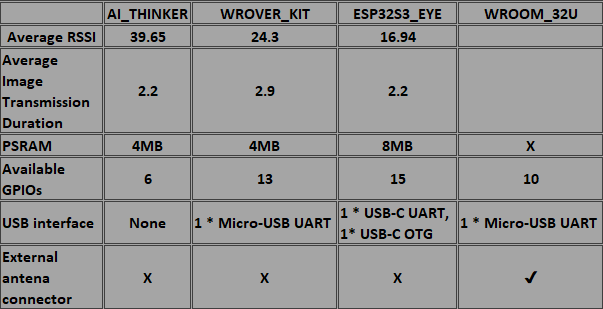 AI_THINKER WROVER_KIT ESP32S3_EYE WROOM_32U
Average RSSI 39.65 24.3 16.94
Average
Image
Transmission
Duration
2.2 2.9 2.2
PSRAM 4MB 4MB 8MB X
Available
GPIOs
6 13 15 10
USB interface None 1 * Micro-USB UART 1 * USB-C UART,
1* USB-C OTG
1 * Micro-USB UART
External
antena
connector
X X X ✓